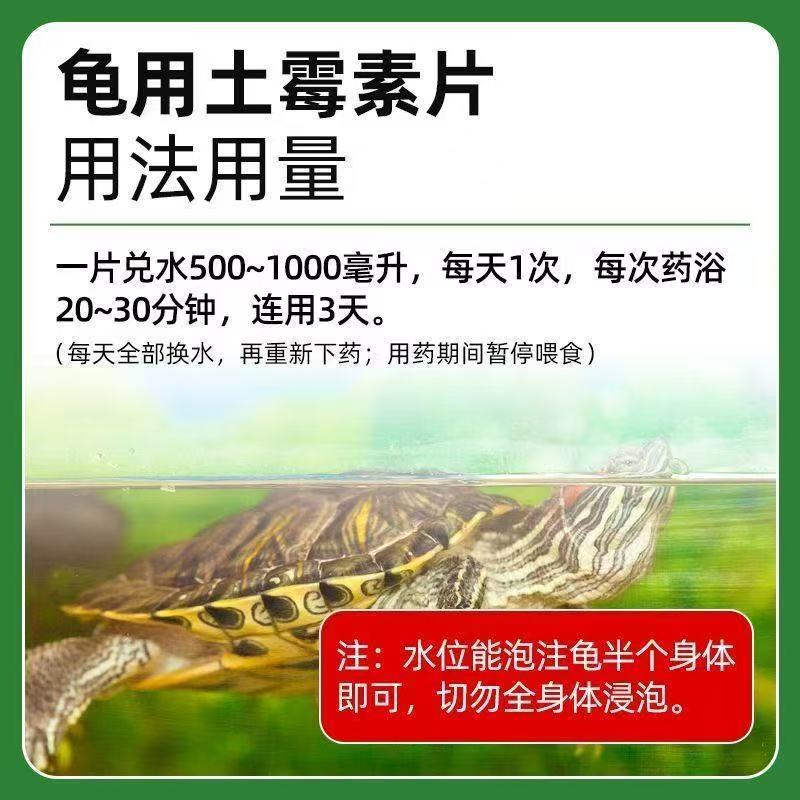 龟用土霉素片
用法用量
一片兑水500~1000毫升，每天1次，每次药浴
20~30分钟，连用3天。
（每天全部换水，再重新下药；用药期间暂停喂食）
注：水位能泡注龟半个身体
即可，切勿全身体浸泡。